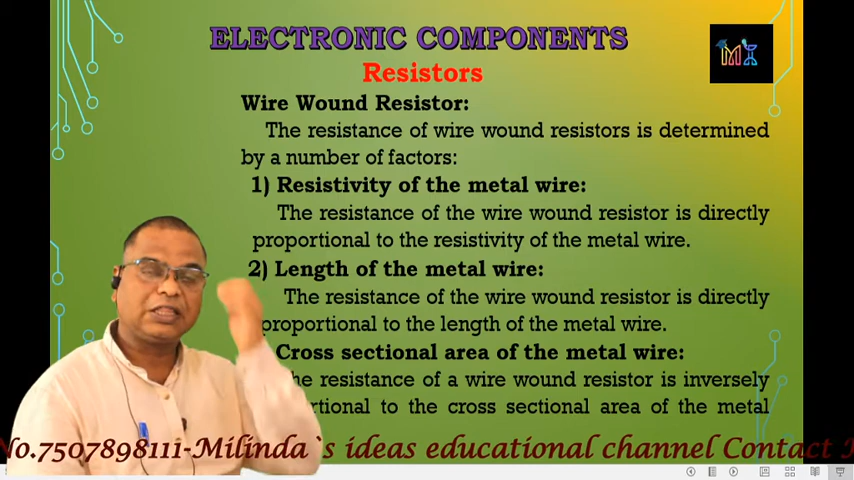 ELECTRONIC COMPONENTS
Resistors
Wire Wound Resistor:
The resistance of wire wound resistors is determined
by a number of factors:
1) Resistivity of the metal wire:
The resistance of the wire wound resistor is directly
proportional to the resistivity of the metal wire.
2) Length of the metal wire:
The resistance of the wire wound resistor is directly
proportional to the length of the metal wire.
Cross sectional area of the metal wire:
resistance of a wire wound resistor is inversely
to the cross sectional area of the metal
No.7507898111-Milinda`s ideas educational channel Contact